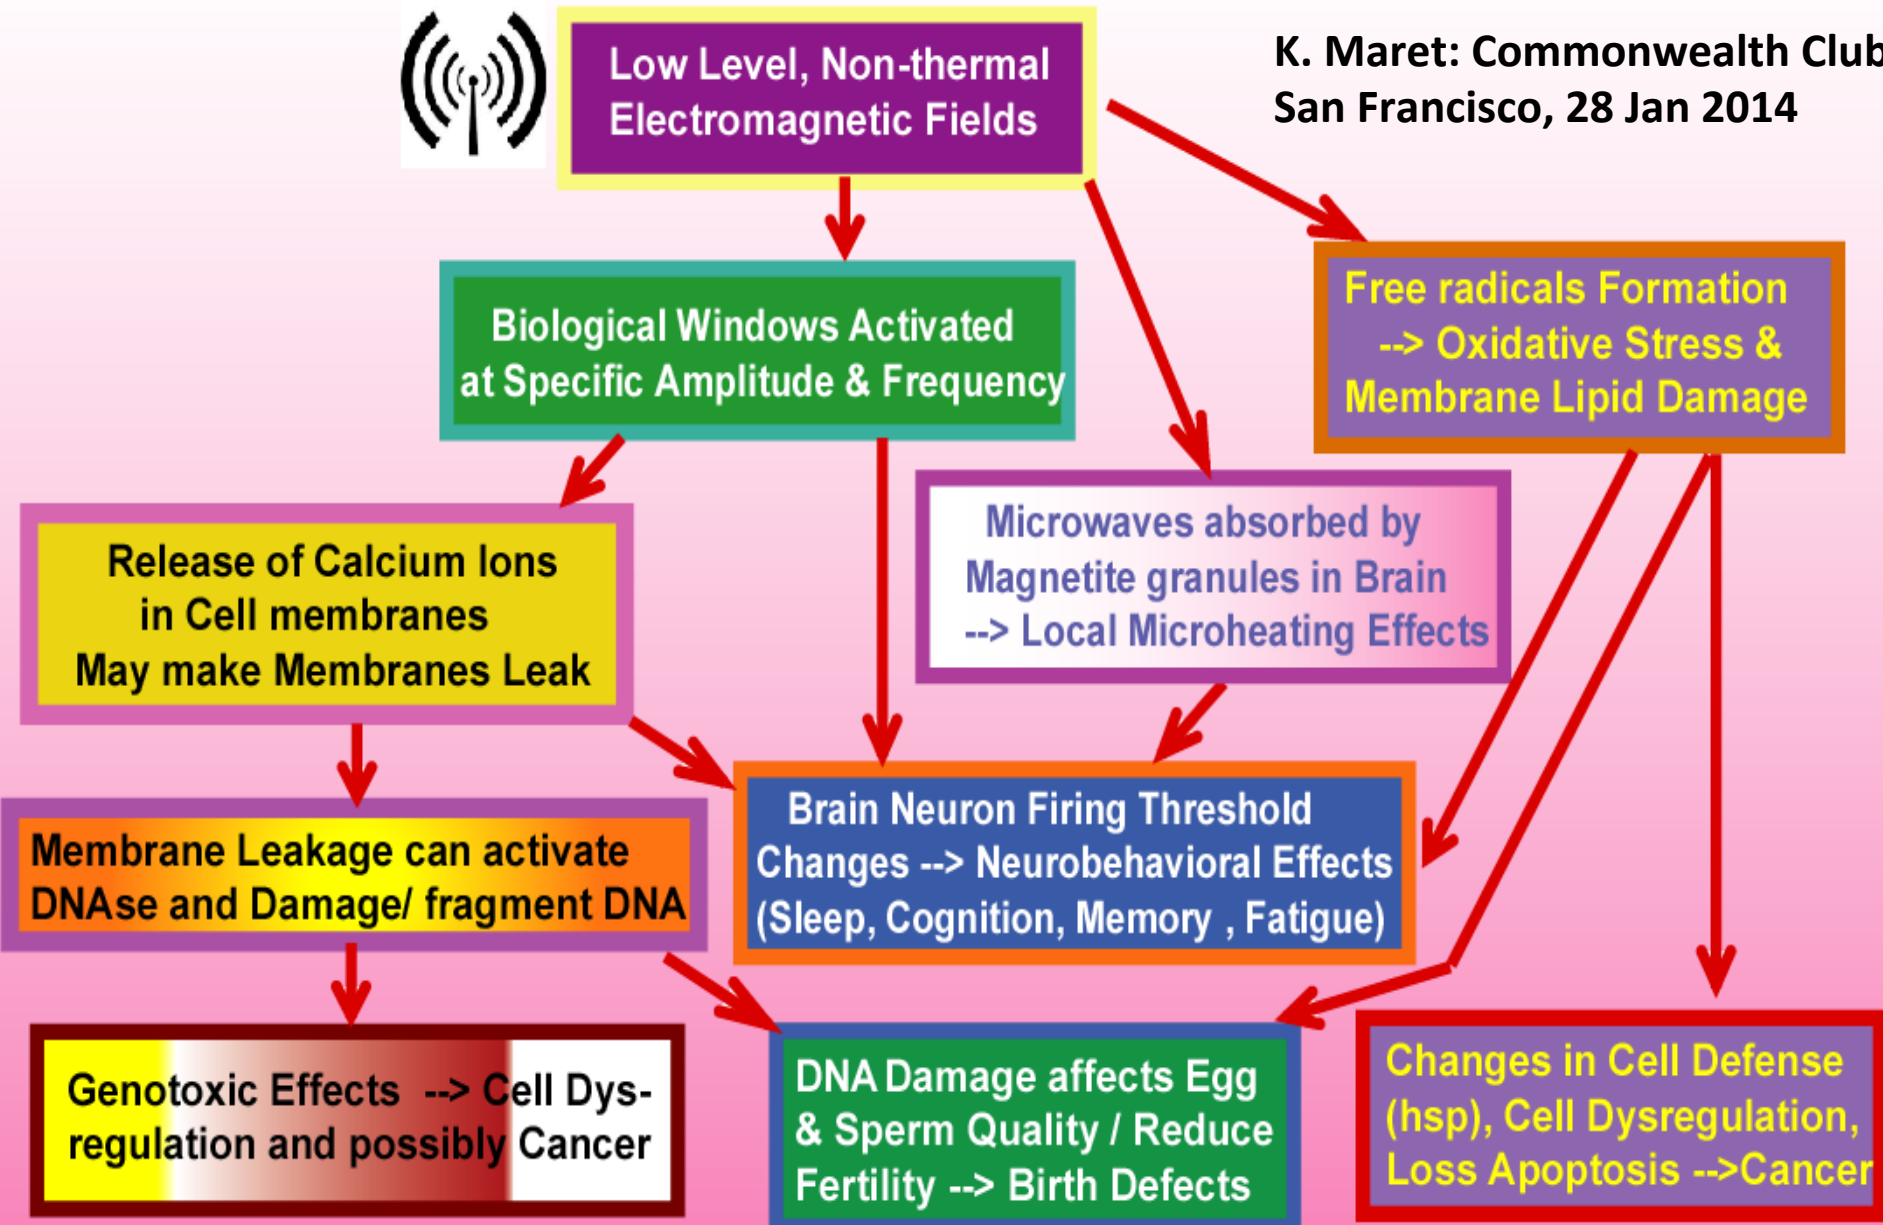 Low Level, Non-thermal
Electromagnetic Fields
K. Maret: Commonwealth Club
San Francisco, 28 Jan 2014
Biological Windows Activated
at Specific Amplitude & Frequency
Free radicals Formation
--> Oxidative Stress &
Membrane Lipid Damage
Release of Calcium Ions
in Cell membranes
May make Membranes Leak
Microwaves absorbed by
Magnetite granules in Brain
--> Local Microheating Effects
Membrane Leakage can activate
DNAse and Damage/ fragment DNA
Brain Neuron Firing Threshold
Changes --> Neurobehavioral Effects
(Sleep, Cognition, Memory , Fatigue)
Genotoxic Effects --> Cell Dys-
regulation and possibly Cancer
DNA Damage affects Egg
& Sperm Quality / Reduce
Fertility --> Birth Defects
Changes in Cell Defense
(hsp), Cell Dysregulation,
Loss Apoptosis -->Cancer